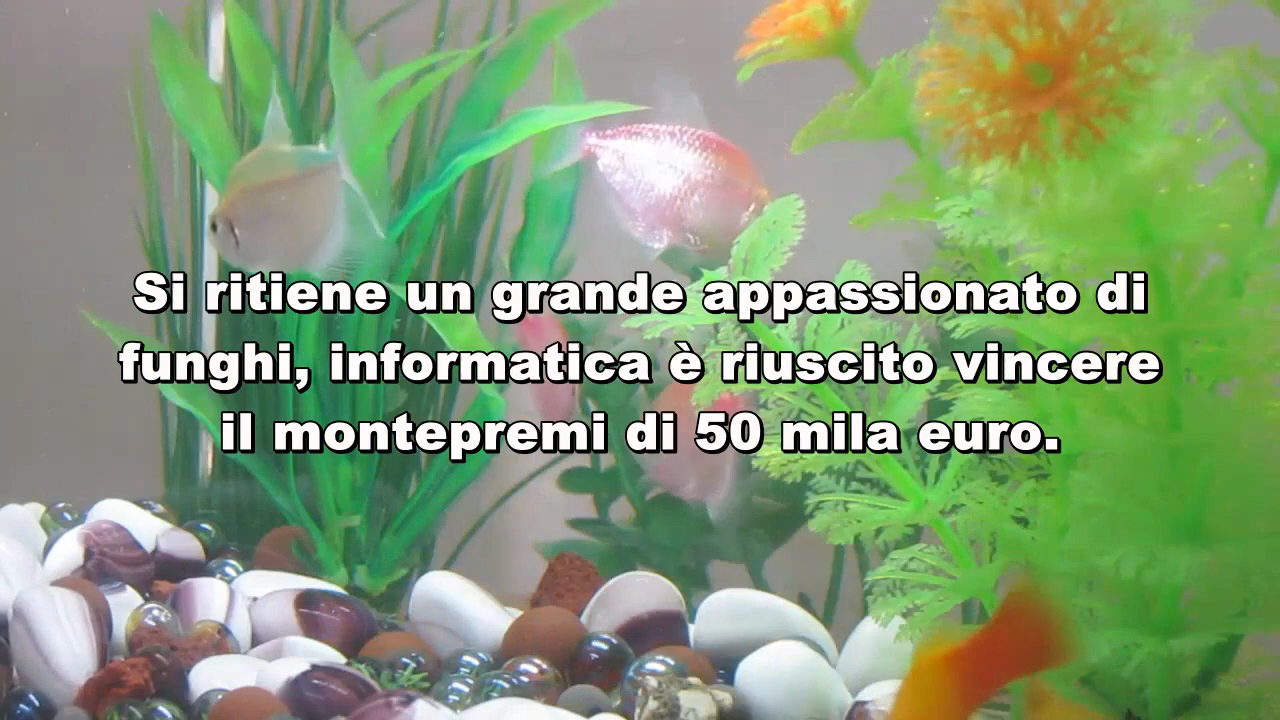 Si ritiene un grande appassionato di
funghi, informatica è riuscito vincere
il montepremi di 50 mila euro.